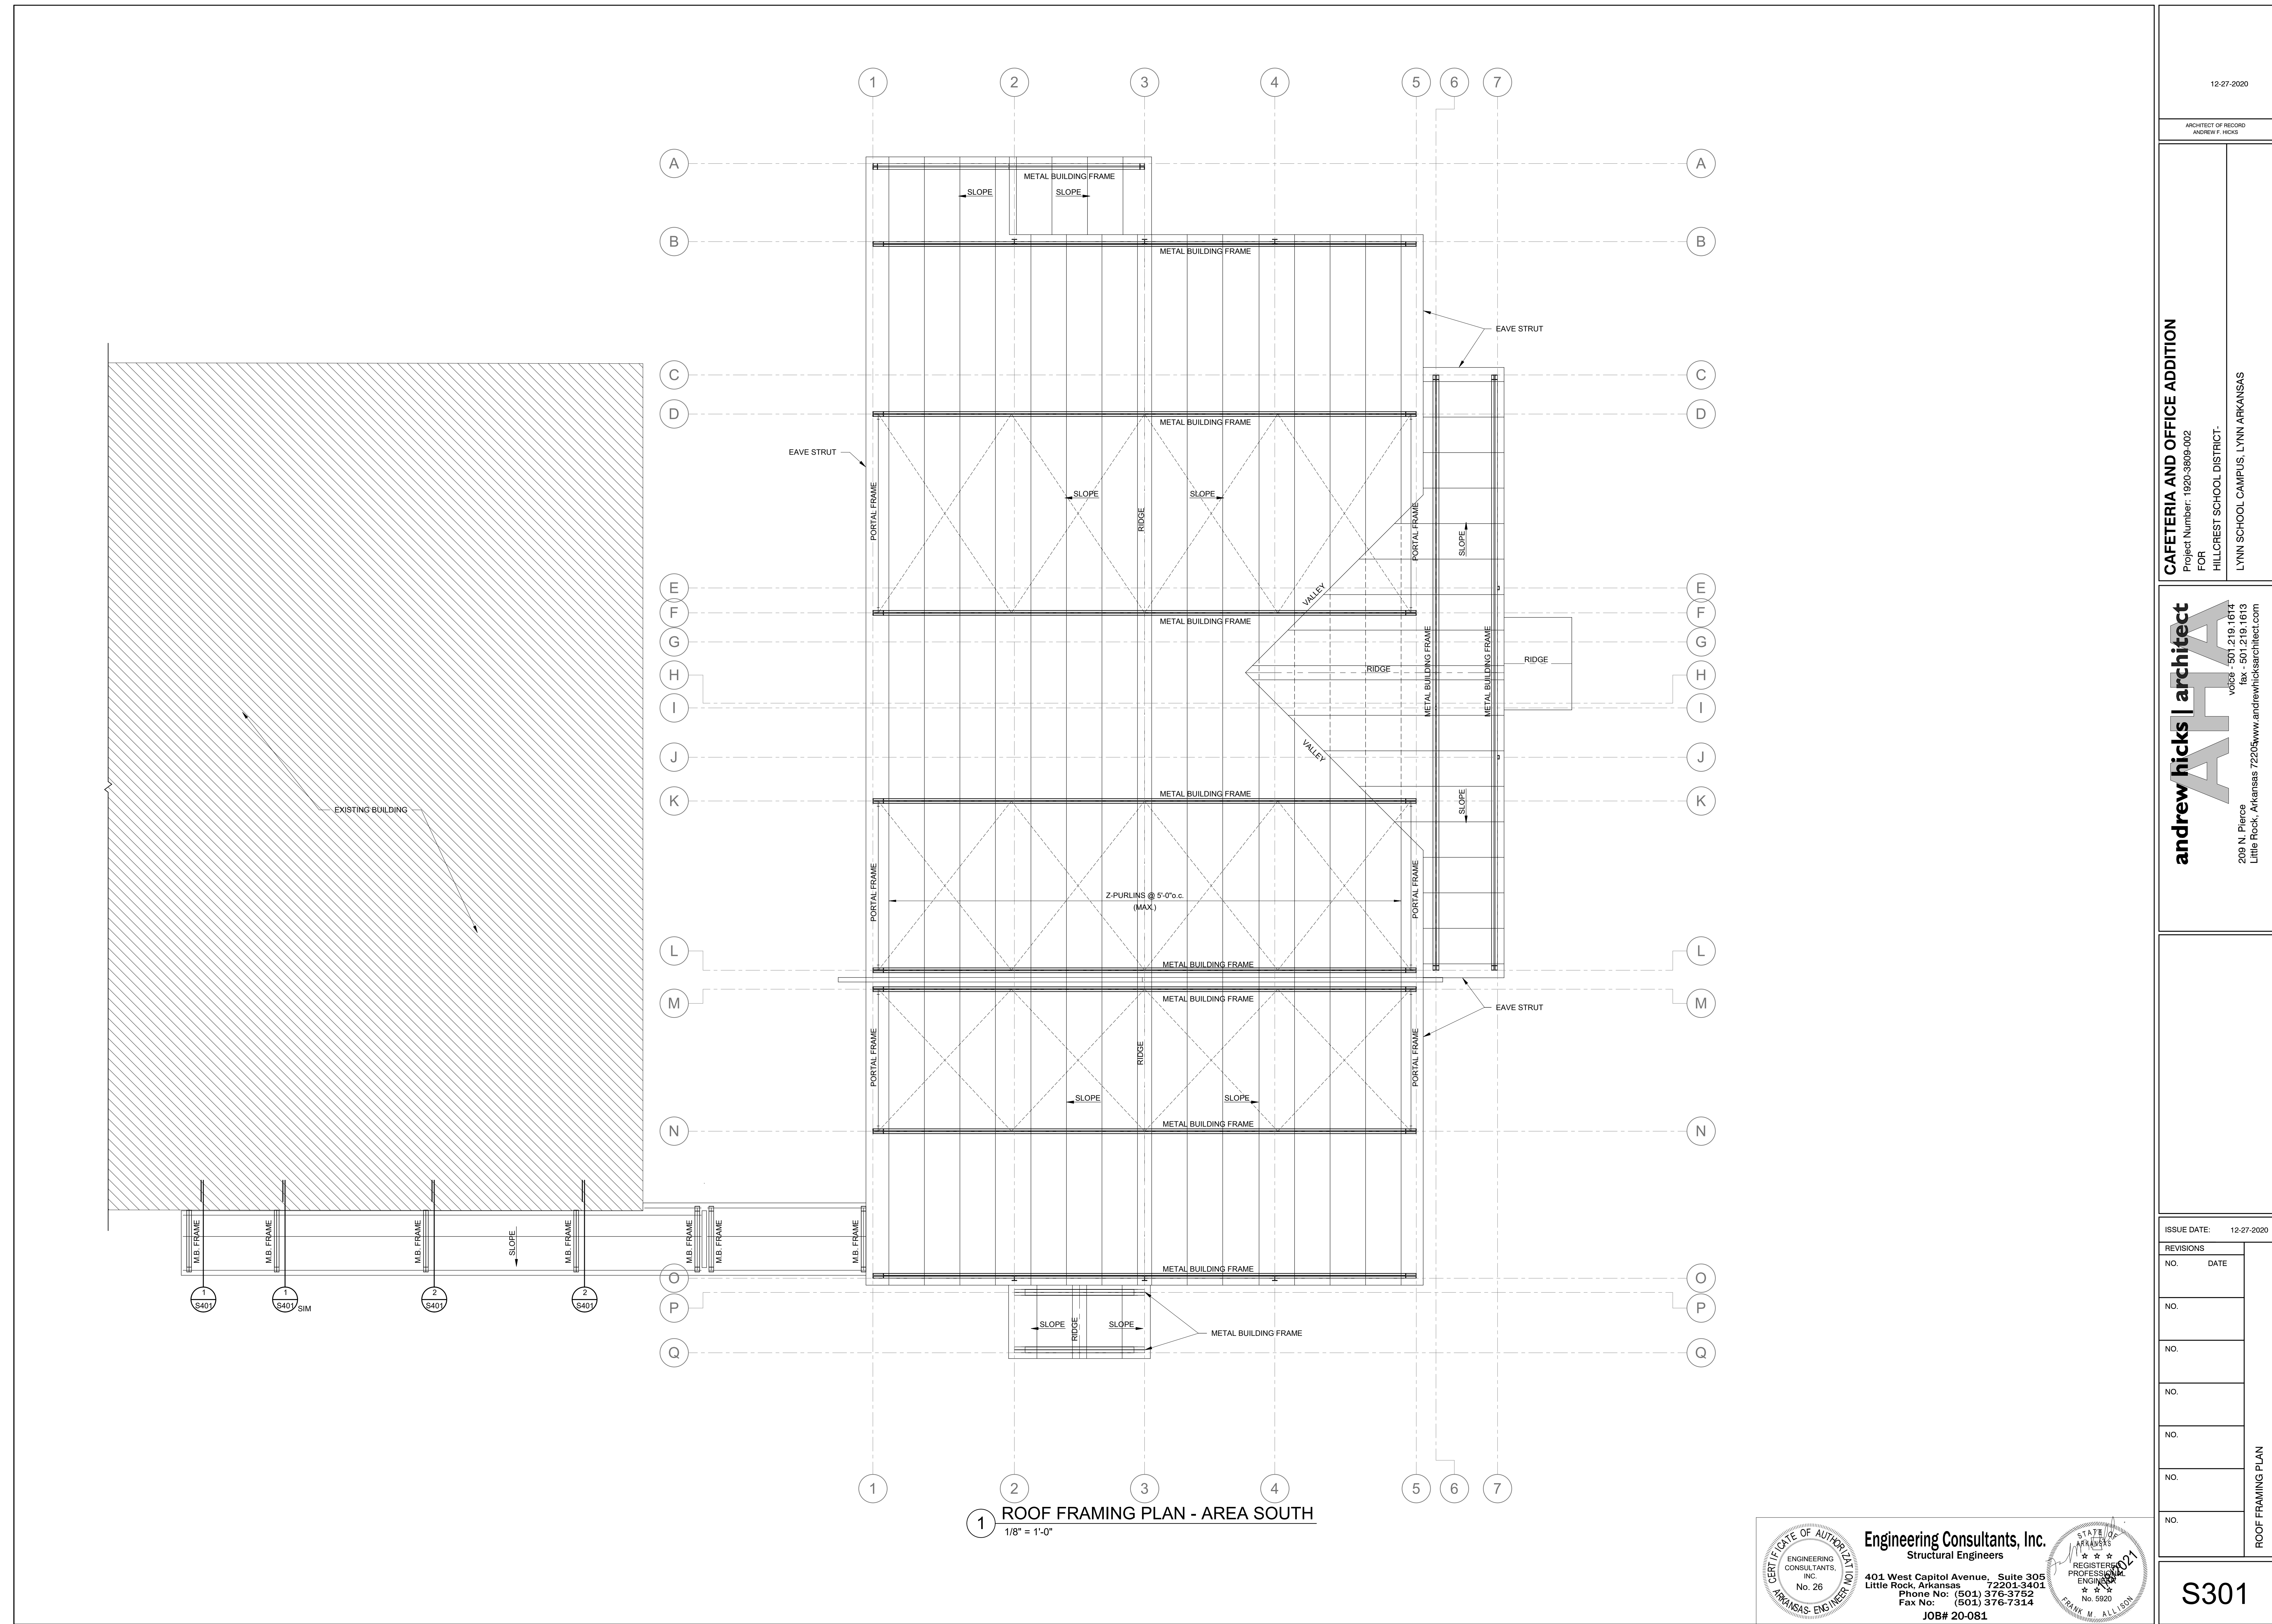 1 2 3 4 5 6 7
A A
METAL BUILDING FRAME
SLOPE SLOPE
B B
METAL BUILDING FRAME
EAVE STRUT
C C
D D
METAL BUILDING FRAME
EAVE STRUT
PORTAL FRAME
SLOPE SLOPE
RIDGE
PORTAL FRAME
SLOPE
E E
VALLEY
F F
METAL BUILDING FRAME
G G
METAL BUILDING FRAME
METAL BUILDING FRAME
RIDGE
RIDGE
H H
I I
VALLEY
J J
METAL BUILDING FRAME
K K
SLOPE
EXISTING BUILDING
PORTAL FRAME
PORTAL FRAME
Z-PURLINS @ 5'-0"o.c.
(MAX.)
L L
METAL BUILDING FRAME
M M
METAL BUILDING FRAME
EAVE STRUT
PORTAL FRAME
RIDGE
PORTAL FRAME
SLOPE SLOPE
METAL BUILDING FRAME
N N
M.B. FRAME
M.B. FRAME
M.B. FRAME
SLOPE
M.B. FRAME
M.B. FRAME
M.B. FRAME
M.B. FRAME
METAL BUILDING FRAME
O O
1
S401
1
S401 SIM
2
S401
2
S401
P P
SLOPE
RIDGE
SLOPE
METAL BUILDING FRAME
Q Q
1 2 3 4 5 6 7
1 ROOF FRAMING PLAN - AREA SOUTH
1/8" = 1'-0"
CERTIFICATE OF AUTHORIZATION
ENGINEERING
CONSULTANTS,
INC.
No. 26
ARKANSAS- ENGINEER
Engineering Consultants, Inc.
Structural Engineers
401 West Capitol Avenue, Suite 305
Little Rock, Arkansas 72201-3401
Phone No: (501) 376-3752
Fax No: (501) 376-7314
JOB# 20-081
STATE OF
ARKANSAS
REGISTERED
PROFESSIONAL
ENGINEER
No. 5920
FRANK M. ALLISON
12-27-2020
ARCHITECT OF RECORD
ANDREW F. HICKS
CAFETERIA AND OFFICE ADDITION
Project Number: 1920-3809-002
FOR
HILLCREST SCHOOL DISTRICT-
LYNN SCHOOL CAMPUS, LYNN ARKANSAS
andrew hicks | architect
AHA
voice - 501.219.1614
fax - 501.219.1613
www.andrewhicksarchitect.com
209 N. Pierce
Little Rock, Arkansas 72205
ISSUE DATE: 12-27-2020
REVISIONS
NO. DATE
NO.
NO.
NO.
NO.
NO.
NO.
ROOF FRAMING PLAN
S301